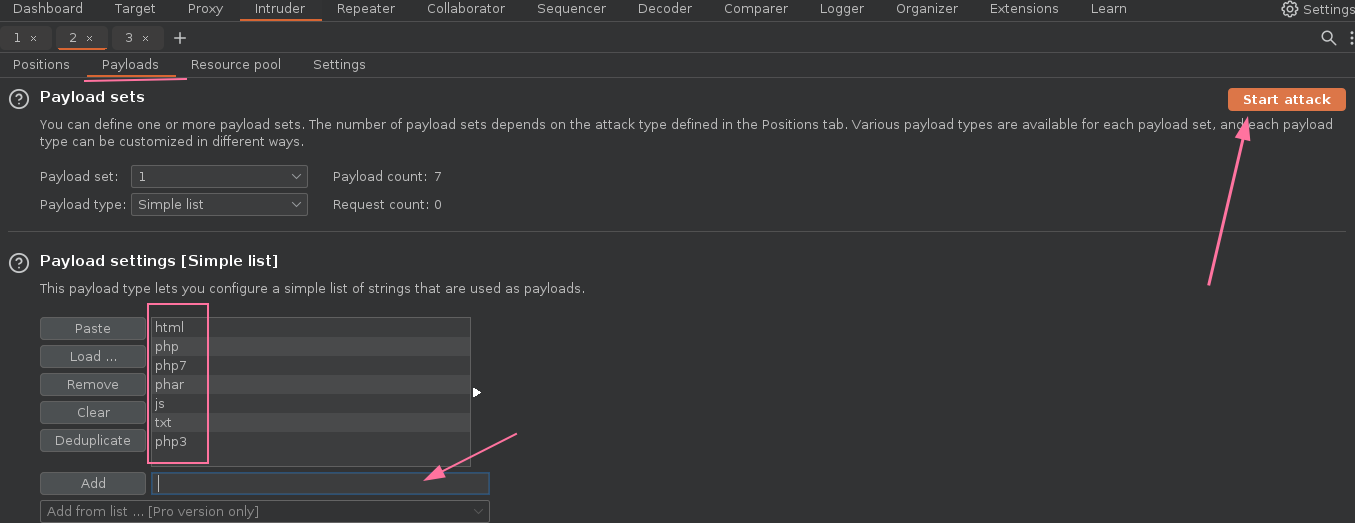 Dashboard Target Proxy Intruder Repeater Collaborator Sequencer Decoder Comparer Logger Organizer Extensions Learn Settings
1 × 2 × 3 × +
Positions Payloads Resource pool Settings
? Payload sets Start attack
You can define one or more payload sets. The number of payload sets depends on the attack type defined in the Positions tab. Various payload types are available for each payload set, and each payload
type can be customized in different ways.
Payload set: 1 Payload count: 7
Payload type: Simple list Request count: 0
? Payload settings [Simple list]
This payload type lets you configure a simple list of strings that are used as payloads.
Paste html
php
Load ... php7
Remove phar
Clear js
txt
Deduplicate php3
Add
Add from list ... [Pro version only]